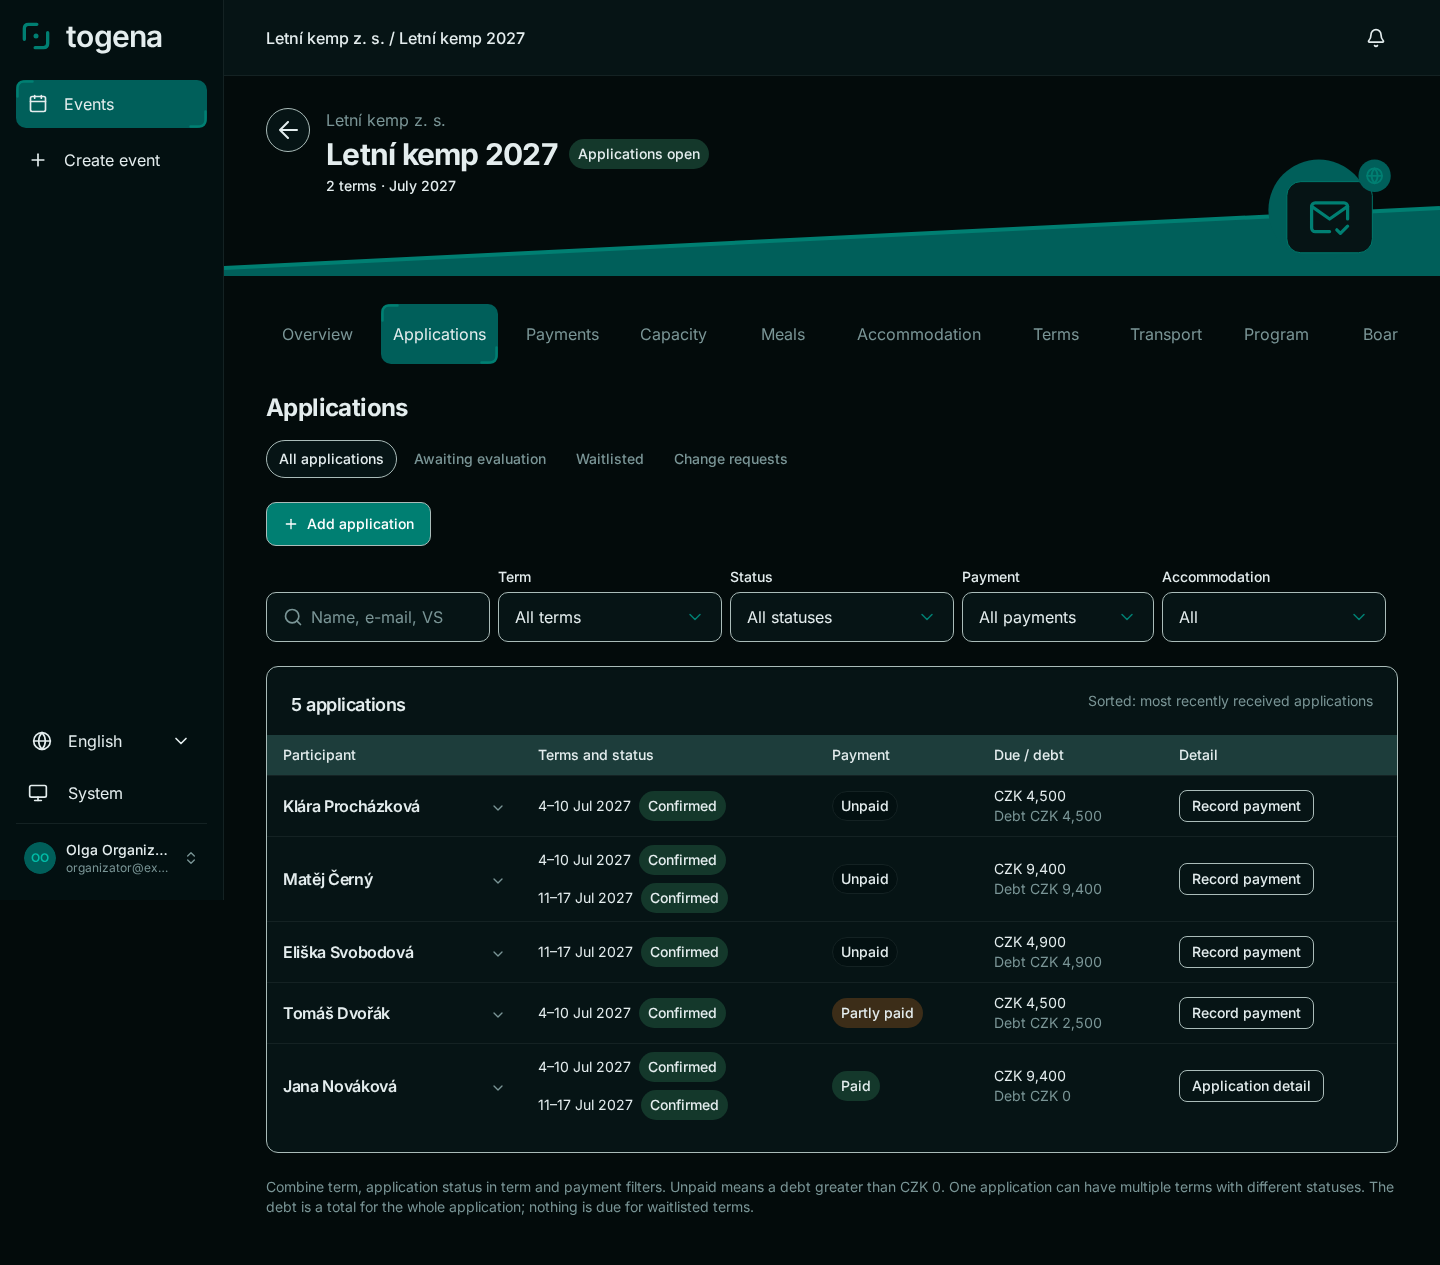 togena
Letní kemp z. s. / Letní kemp 2027
Events
Create event
Letní kemp z. s.
Letní kemp 2027
Applications open
2 terms · July 2027
Overview
Applications
Payments
Capacity
Meals
Accommodation
Terms
Transport
Program
Boar
Applications
All applications
Awaiting evaluation
Waitlisted
Change requests
Add application
Name, e-mail, VS
Term
All terms
Status
All statuses
Payment
All payments
Accommodation
All
5 applications
Sorted: most recently received applications
Participant
Terms and status
Payment
Due / debt
Detail
Klára Procházková
4–10 Jul 2027
Confirmed
Unpaid
CZK 4,500
Debt CZK 4,500
Record payment
Matěj Černý
4–10 Jul 2027
Confirmed
11–17 Jul 2027
Confirmed
Unpaid
CZK 9,400
Debt CZK 9,400
Record payment
Eliška Svobodová
11–17 Jul 2027
Confirmed
Unpaid
CZK 4,900
Debt CZK 4,900
Record payment
Tomáš Dvořák
4–10 Jul 2027
Confirmed
Partly paid
CZK 4,500
Debt CZK 2,500
Record payment
Jana Nováková
4–10 Jul 2027
Confirmed
11–17 Jul 2027
Confirmed
Paid
CZK 9,400
Debt CZK 0
Application detail
Combine term, application status in term and payment filters. Unpaid means a debt greater than CZK 0. One application can have multiple terms with different statuses. The
debt is a total for the whole application; nothing is due for waitlisted terms.
English
System
OO
Olga Organiz...
organizator@ex...